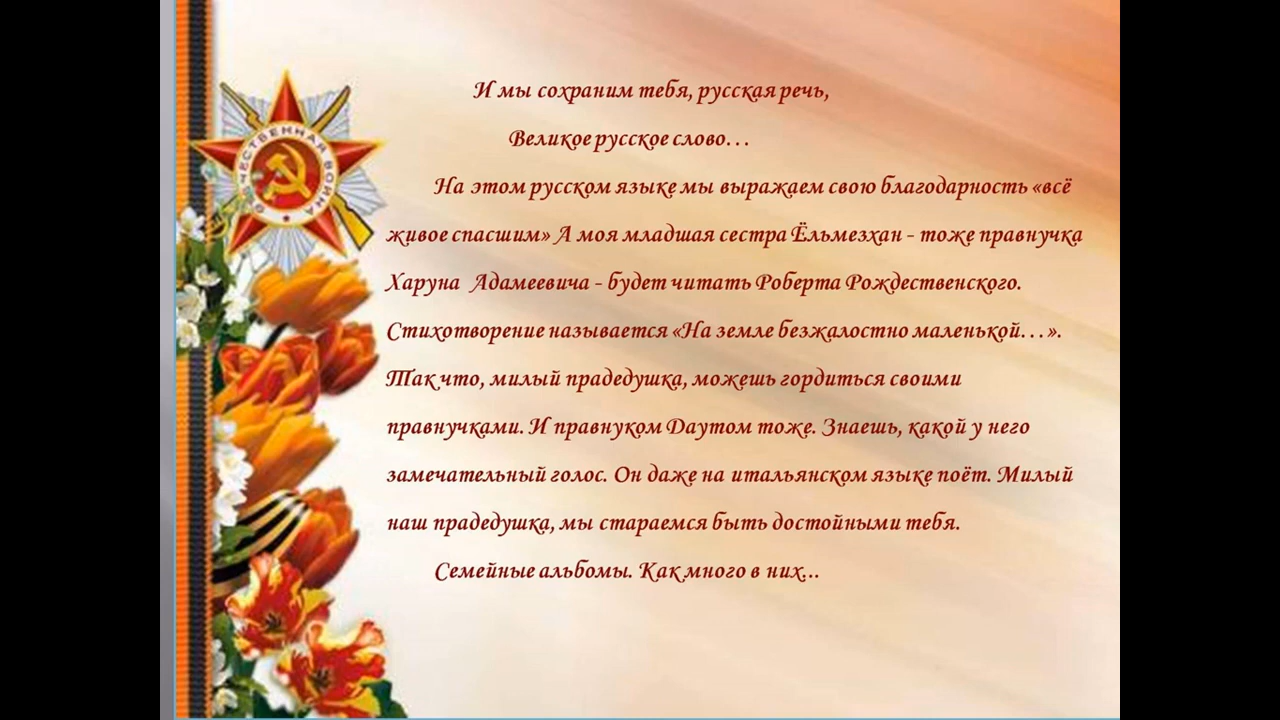 ОТЕЧЕСТВЕННАЯ ВОЙНА
И мы сохраним тебя, русская речь,
Великое русское слово…
На этом русском языке мы выражаем свою благодарность «всё
живое спасшим» А моя младшая сестра Ёльмезхан - тоже правнучка
Харуна Адамеевича - будет читать Роберта Рождественского.
Стихотворение называется «На земле безжалостно маленькой…».
Так что, милый прадедушка, можешь гордиться своими
правнучками. И правнуком Даутом тоже. Знаешь, какой у него
замечательный голос. Он даже на итальянском языке поёт. Милый
наш прадедушка, мы стараемся быть достойными тебя.
Семейные альбомы. Как много в них...